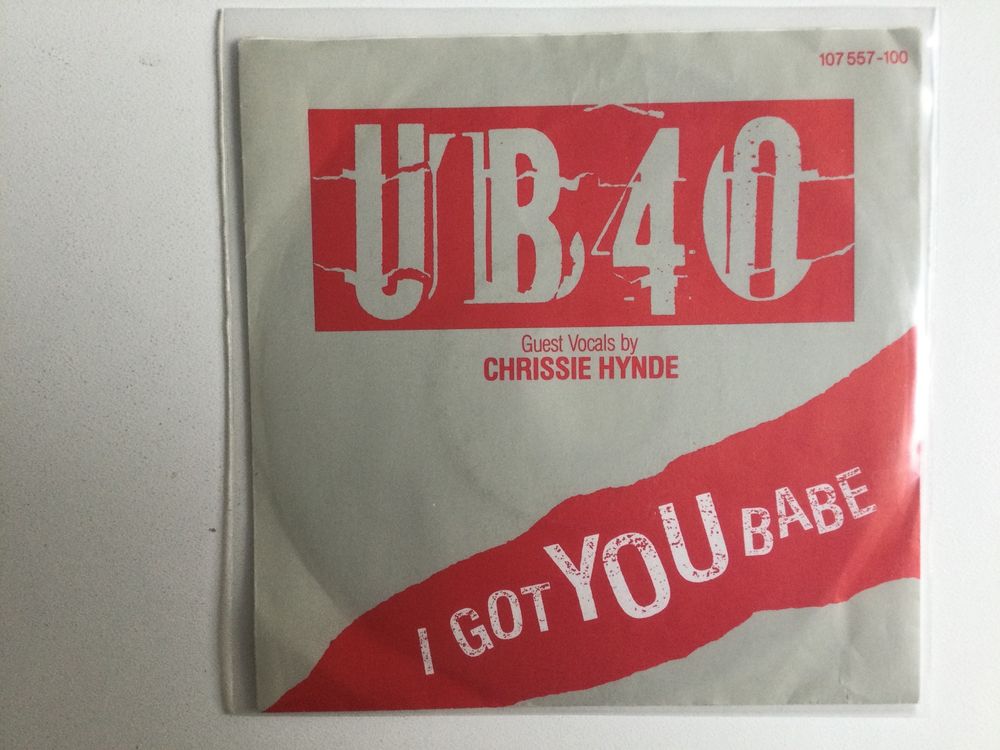 107 557-100
UB40
Guest Vocals by
CHRISSIE HYNDE
I GOT YOU BABE